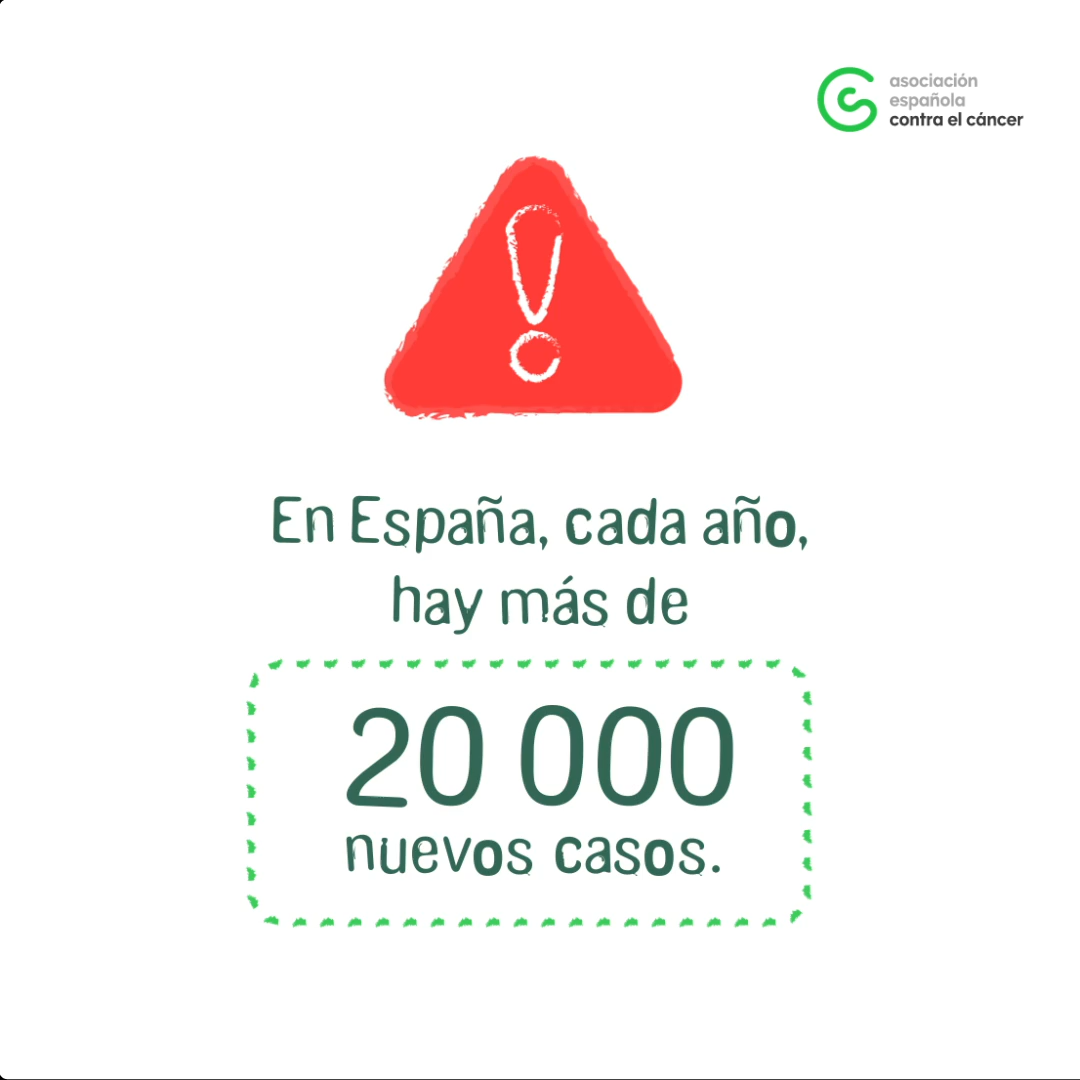 asociación
española
contra el cáncer
En España, cada año,
hay más de
20 000
nuevos casos.